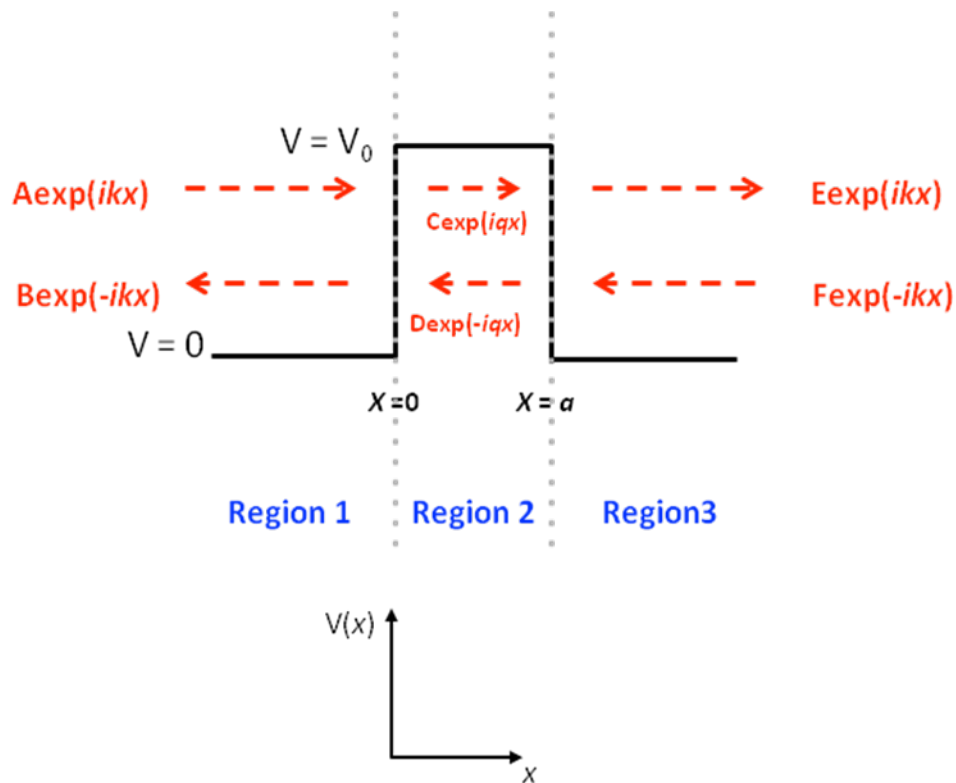 V = V₀
Aexp(ikx)
Cexp(iqx)
Eexp(ikx)
Bexp(-ikx)
Dexp(-iqx)
Fexp(-ikx)
V = 0
X =0
X = a
Region 1
Region 2
Region3
V(x)
x